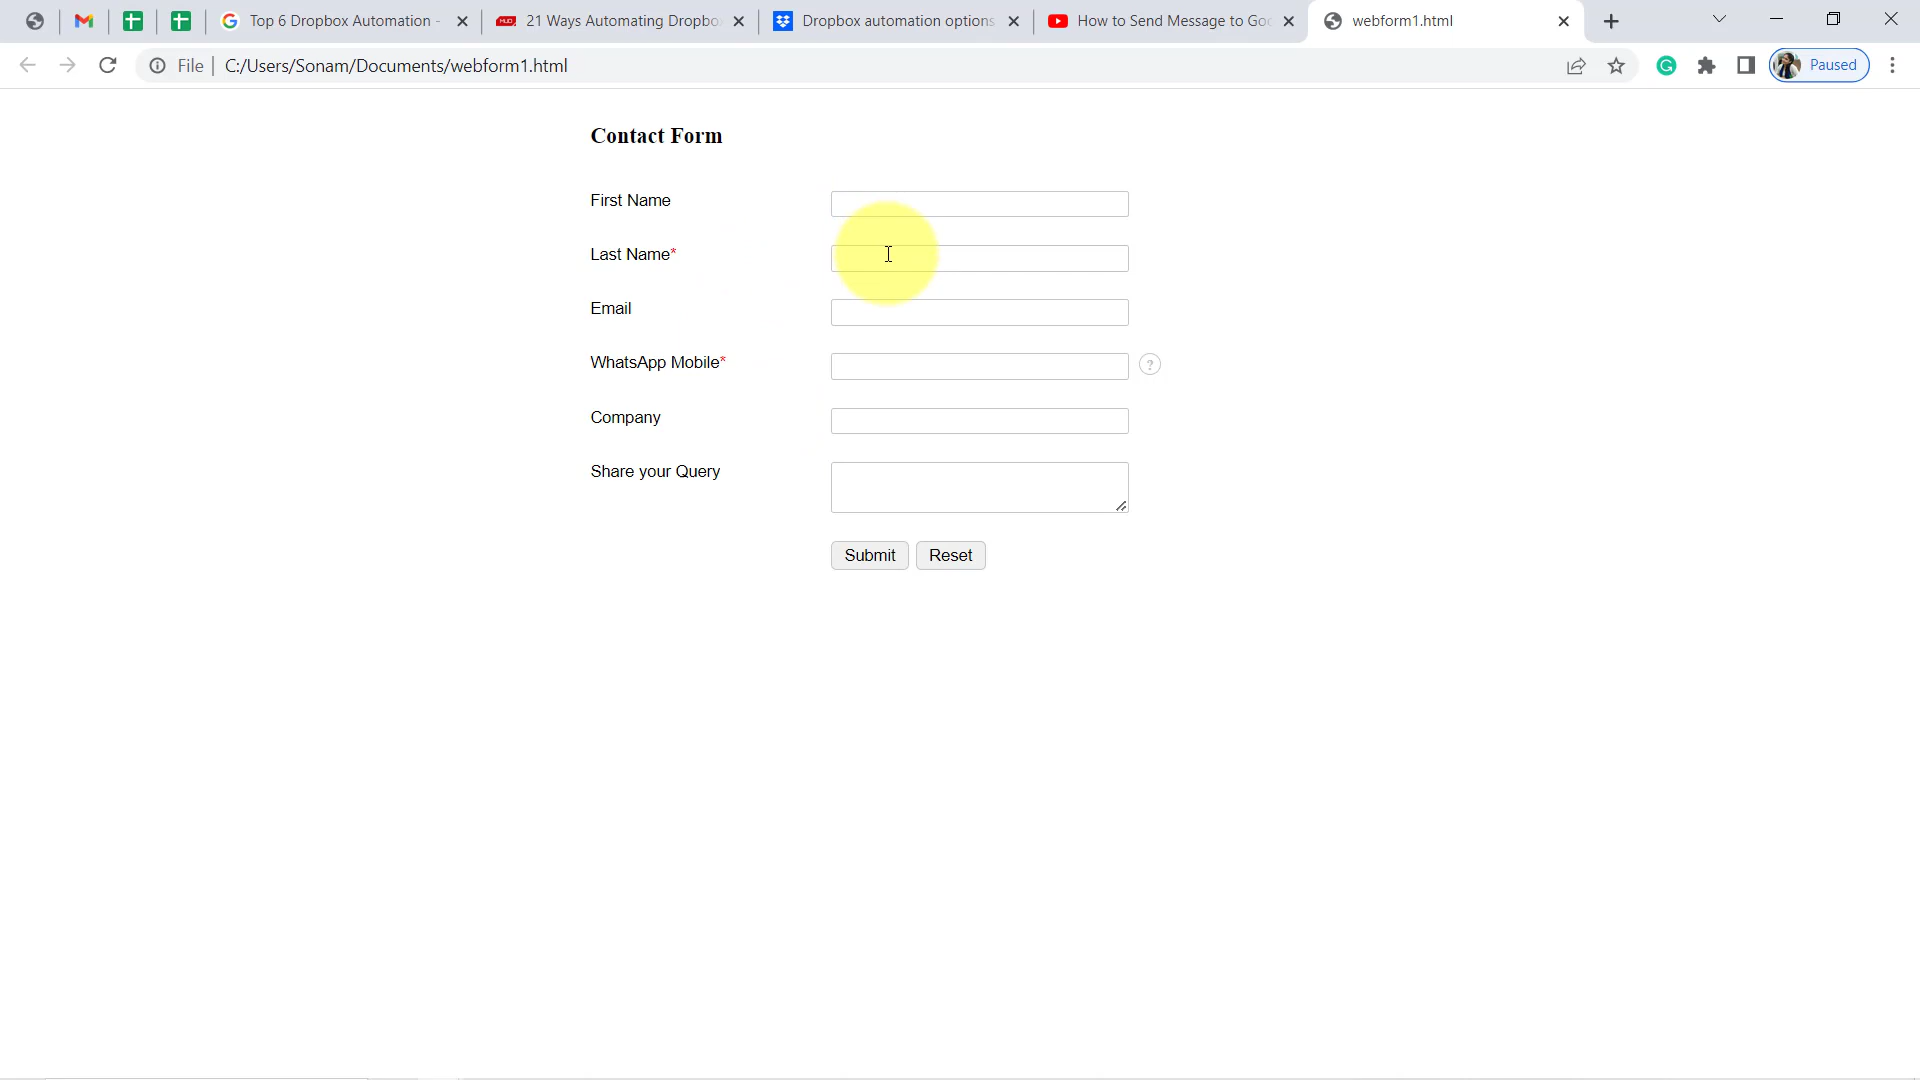 Top 6 Dropbox Automation -
21 Ways Automating Dropbo
Dropbox automation options
How to Send Message to Goo
webform1.html
File
C:/Users/Sonam/Documents/webform1.html
Paused
Contact Form
First Name
Last Name*
Email
WhatsApp Mobile*
?
Company
Share your Query
Submit
Reset